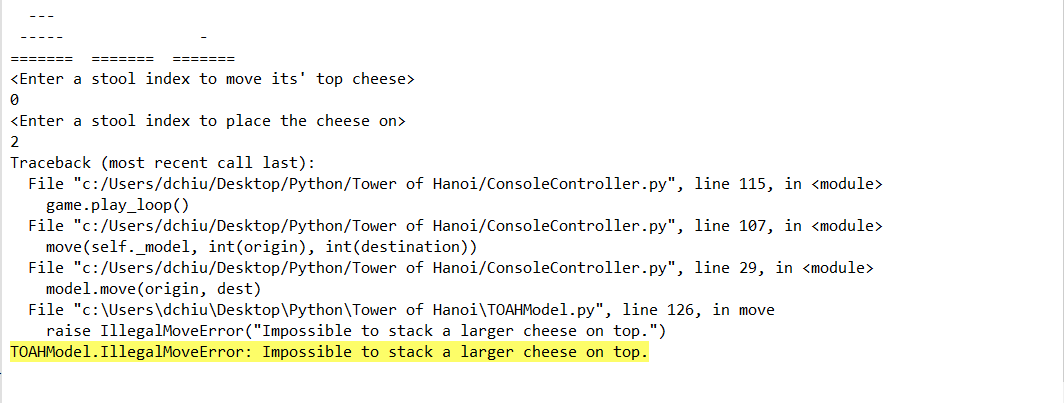 ---
 -----               -
=======  =======  =======
<Enter a stool index to move its' top cheese>
0
<Enter a stool index to place the cheese on>
2
Traceback (most recent call last):
  File "c:/Users/dchiu/Desktop/Python/Tower of Hanoi/ConsoleController.py", line 115, in <module>
    game.play_loop()
  File "c:/Users/dchiu/Desktop/Python/Tower of Hanoi/ConsoleController.py", line 107, in <module>
    move(self._model, int(origin), int(destination))
  File "c:/Users/dchiu/Desktop/Python/Tower of Hanoi/ConsoleController.py", line 29, in <module>
    model.move(origin, dest)
  File "c:\Users\dchiu\Desktop\Python\Tower of Hanoi\TOAHModel.py", line 126, in move
    raise IllegalMoveError("Impossible to stack a larger cheese on top.")
TOAHModel.IllegalMoveError: Impossible to stack a larger cheese on top.